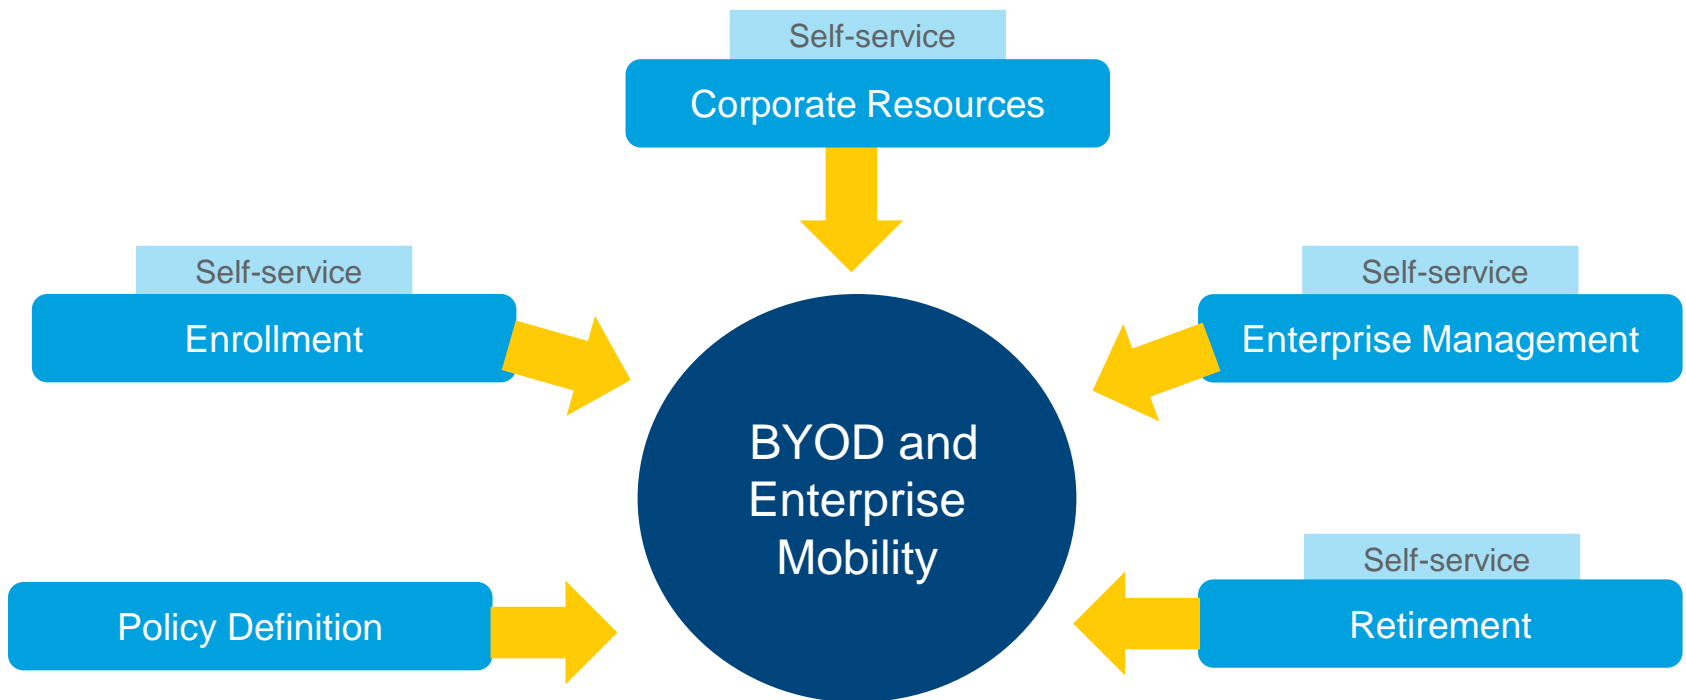 Self-service
Corporate Resources
Self-service
Enrollment
Self-service
Enterprise Management
BYOD and
Enterprise
Mobility
Policy Definition
Self-service
Retirement